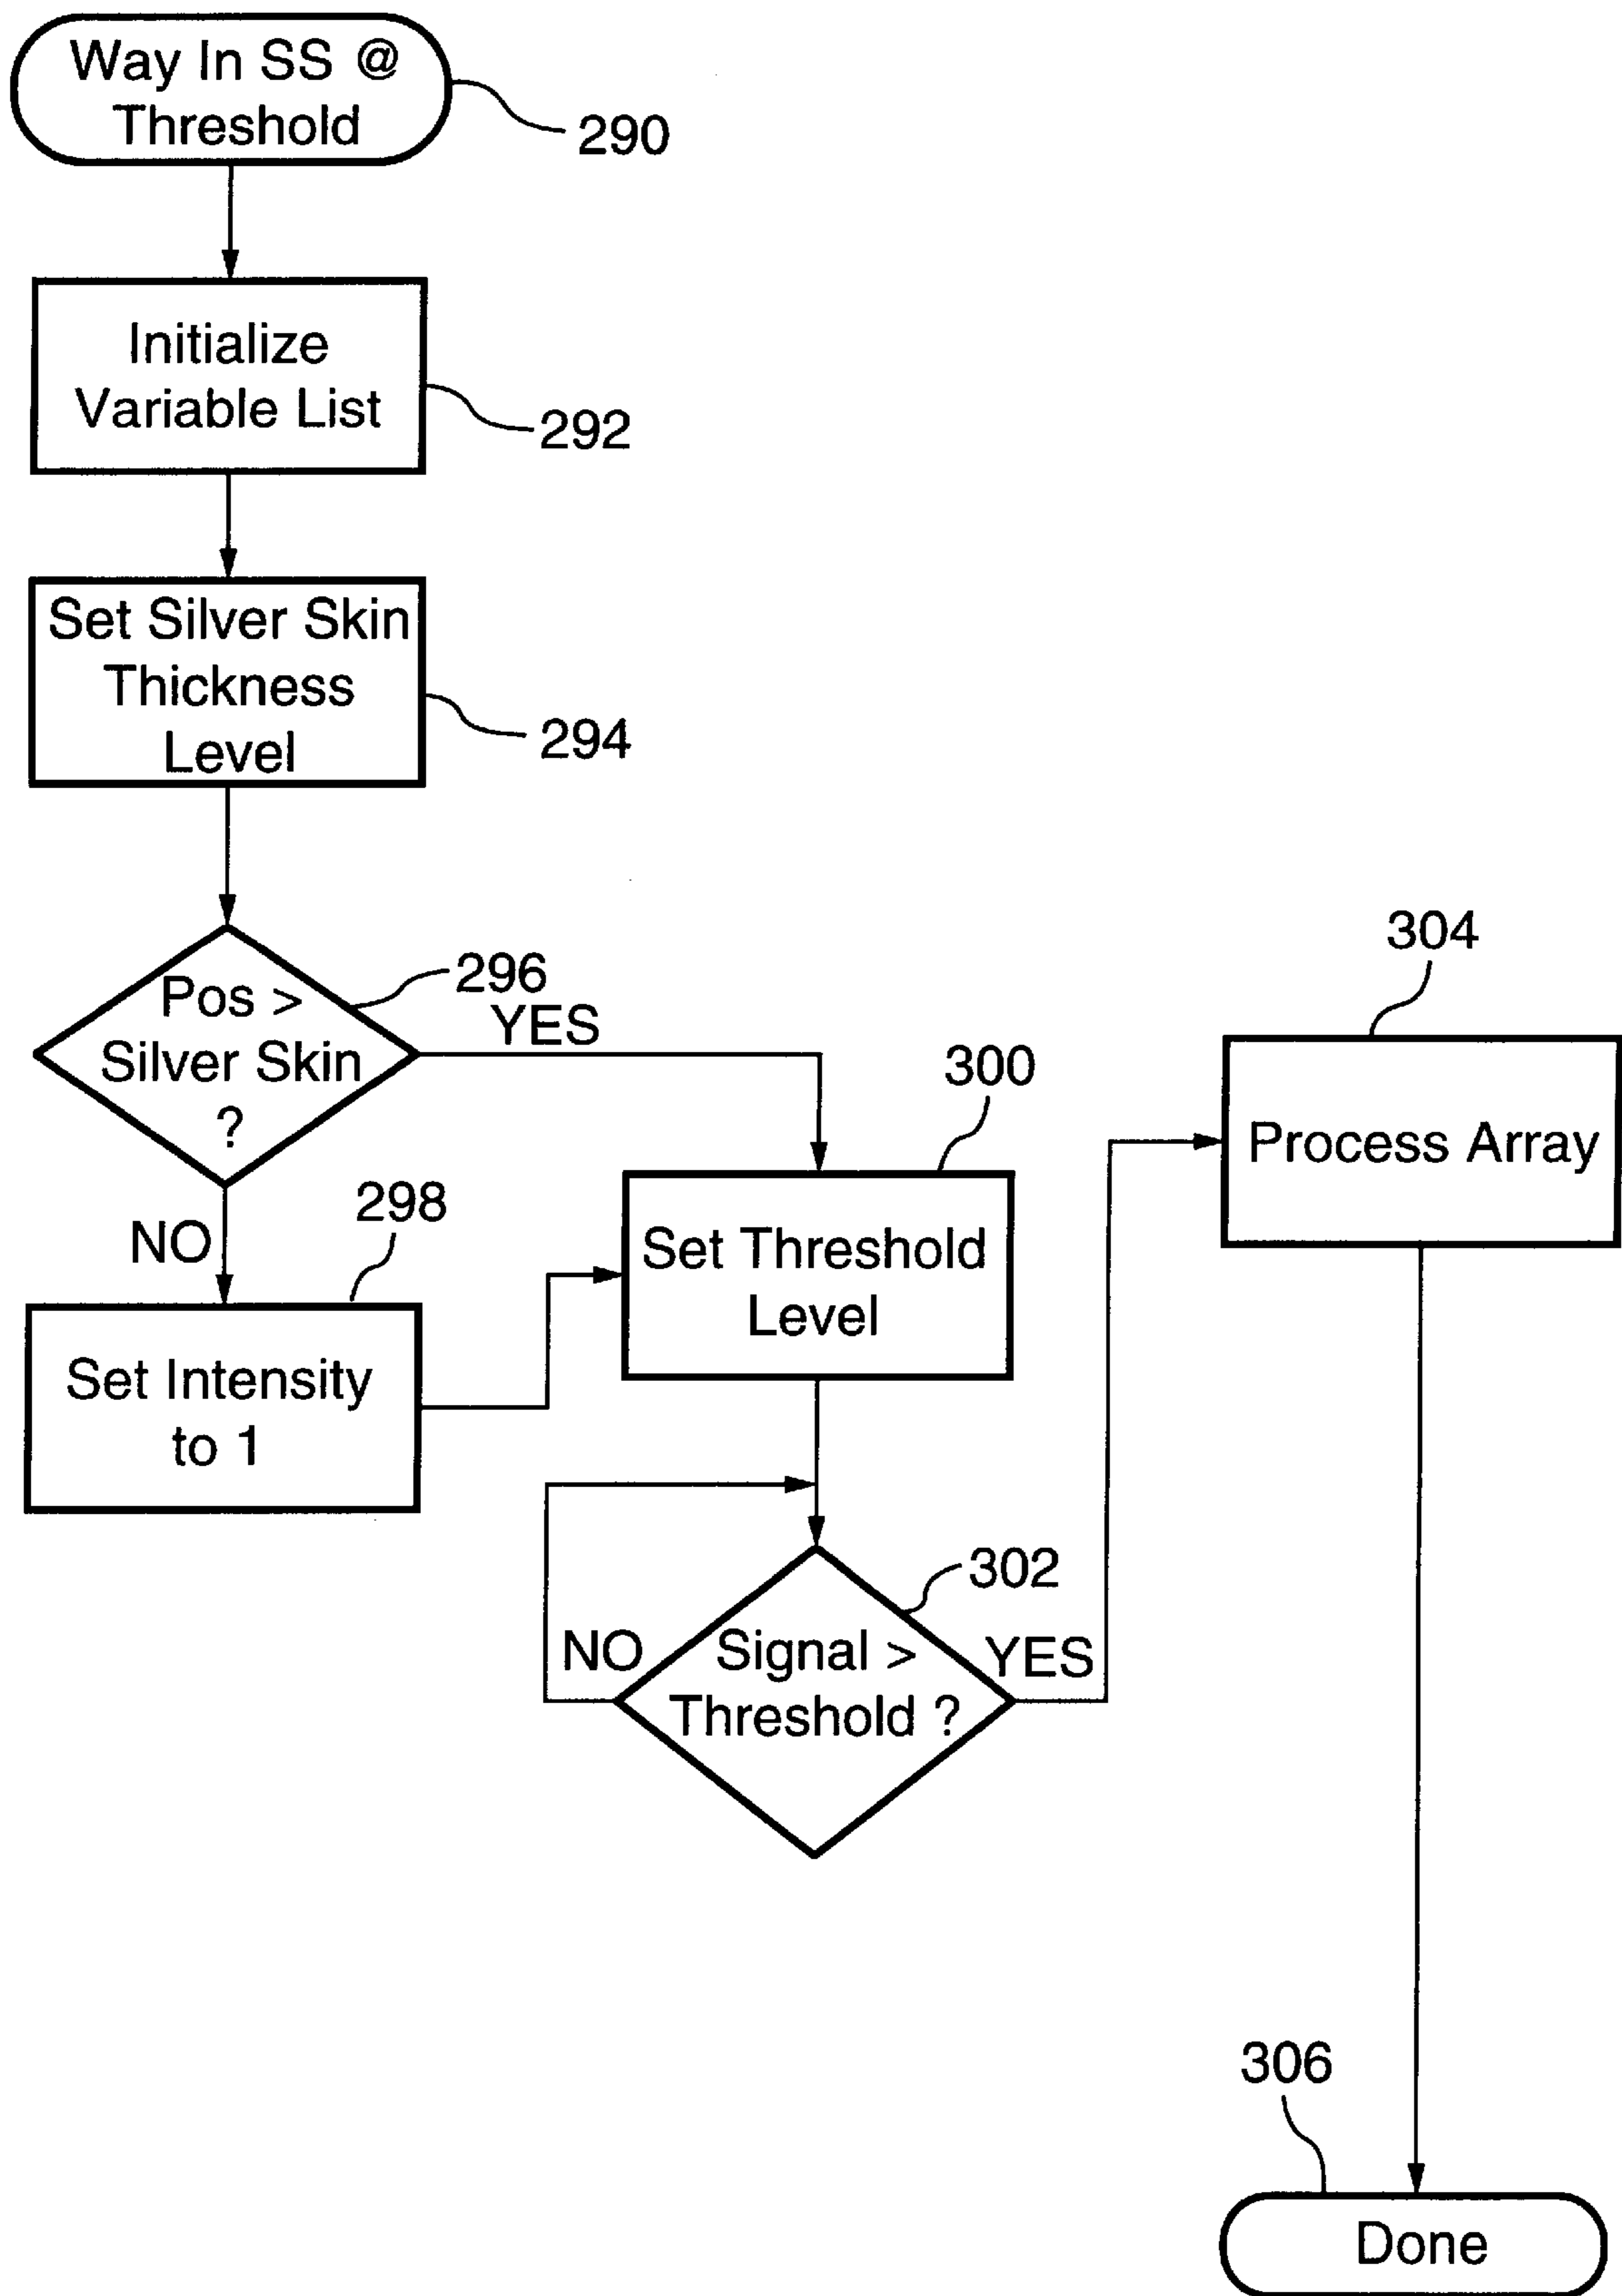 Way In SS @
Threshold
290
Initialize
Variable List
292
Set Silver Skin
Thickness
Level
294
Pos >
Silver Skin
?
296
YES
NO
298
Set Intensity
to 1
300
Set Threshold
Level
302
Signal >
Threshold ?
NO
YES
304
Process Array
306
Done